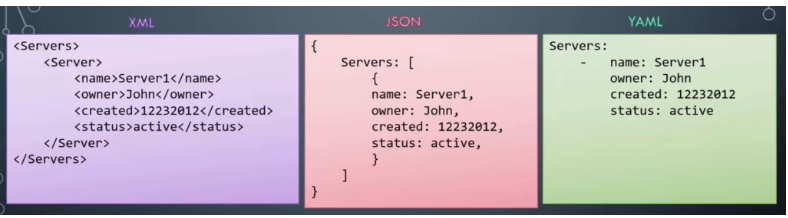 XML
<Servers>
    <Server>
        <name>Server1</name>
        <owner>John</owner>
        <created>12232012</created>
        <status>active</status>
    </Server>
</Servers>
JSON
{
    Servers: [
        {
        name: Server1,
        owner: John,
        created: 12232012,
        status: active,
        }
    ]
}
YAML
Servers:
    -   name: Server1
        owner: John
        created: 12232012
        status: active